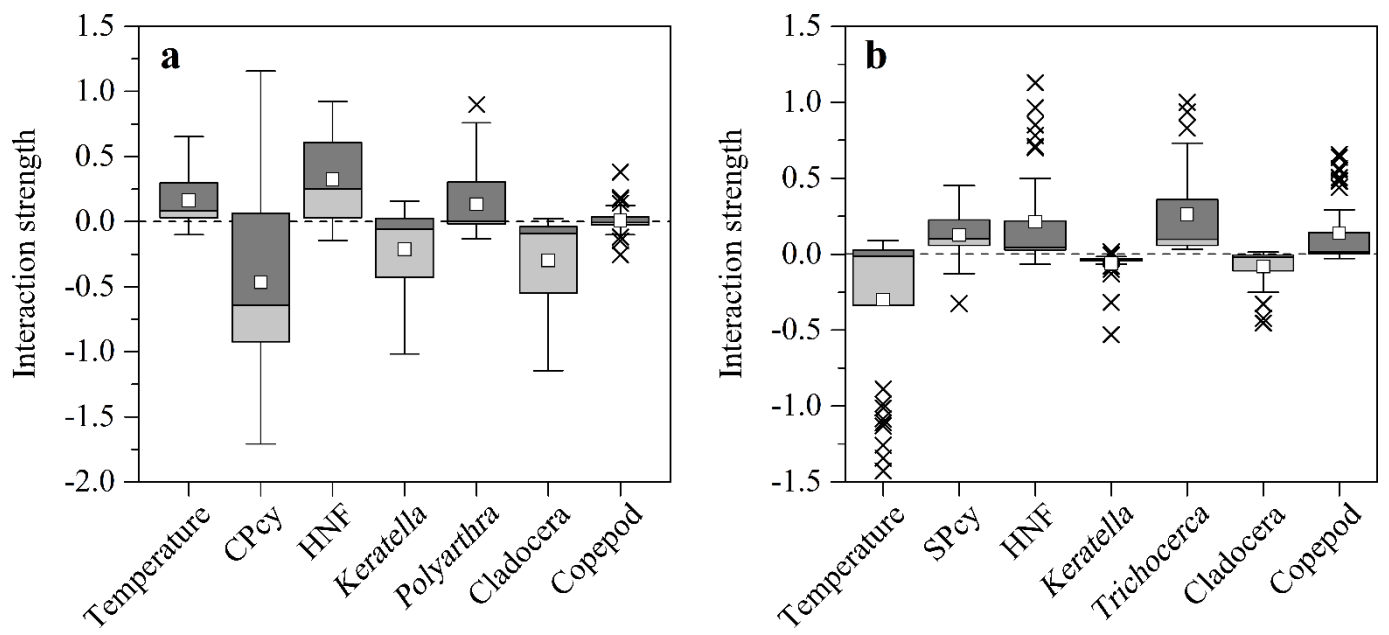 a
Interaction strength
1.5
1.0
0.5
0.0
-0.5
-1.0
-1.5
-2.0
Temperature
CPcy
HNF
Keratella
Polyarthra
Cladocera
Copepod
b
Interaction strength
1.5
1.0
0.5
0.0
-0.5
-1.0
-1.5
Temperature
SPcy
HNF
Keratella
Trichocerca
Cladocera
Copepod